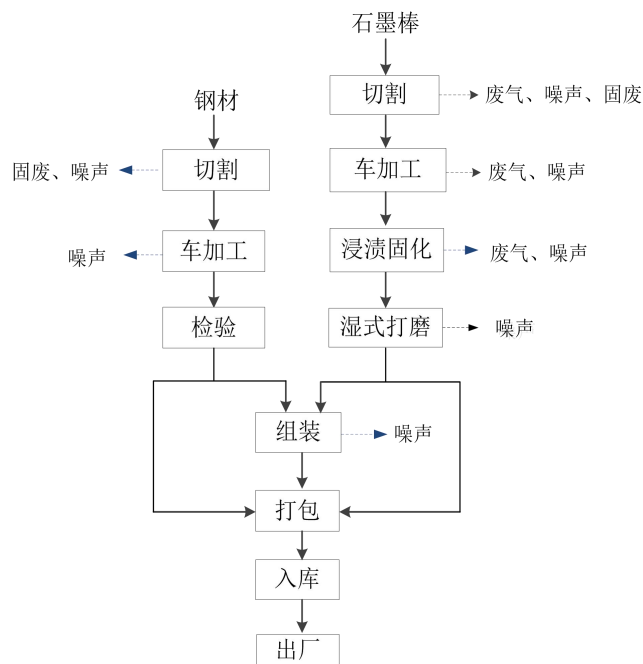 石墨棒
钢材
切割
废气、噪声、固废
固废、噪声
切割
车加工
废气、噪声
噪声
车加工
浸渍固化
废气、噪声
检验
湿式打磨
噪声
组装
噪声
打包
入库
出厂